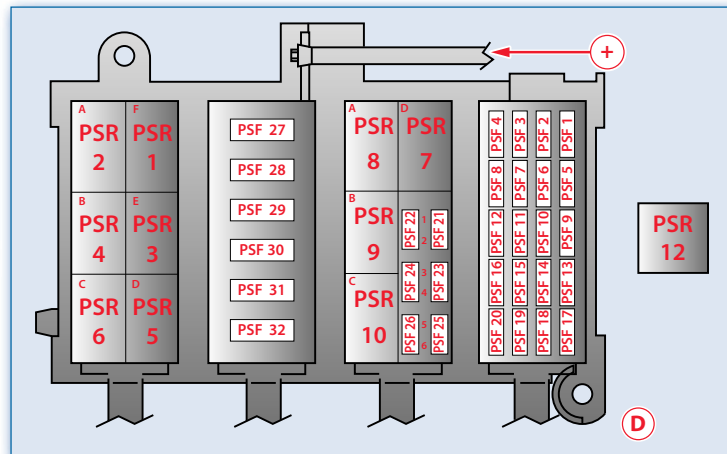 +
A
PSR
2
F
PSR
1
B
PSR
4
E
PSR
3
C
PSR
6
D
PSR
5
PSF 27
PSF 28
PSF 29
PSF 30
PSF 31
PSF 32
A
PSR
8
D
PSR
7
B
PSR
9
C
PSR
10
PSF 22
1
2
PSF 21
PSF 24
3
4
PSF 23
PSF 26
5
6
PSF 25
PSF 4
PSF 3
PSF 2
PSF 1
PSF 8
PSF 7
PSF 6
PSF 5
PSF 12
PSF 11
PSF 10
PSF 9
PSF 16
PSF 15
PSF 14
PSF 13
PSF 20
PSF 19
PSF 18
PSF 17
PSR
12
D